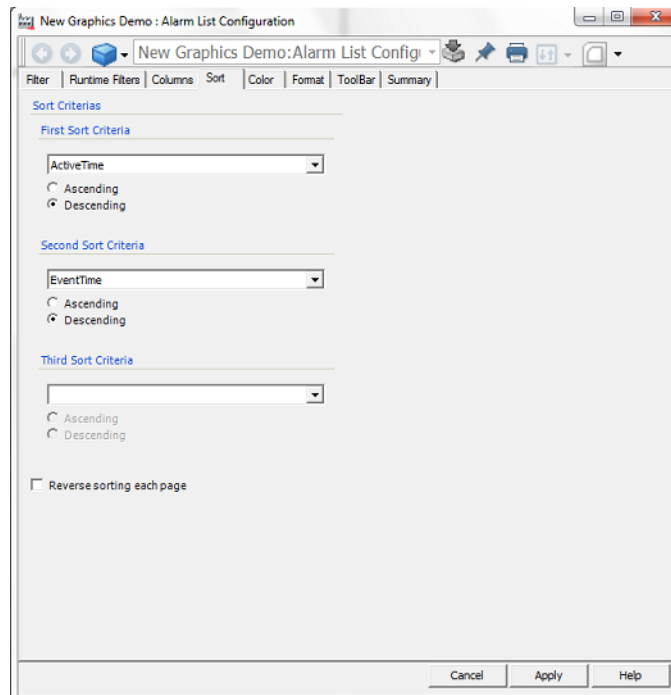 New Graphics Demo : Alarm List Configuration
New Graphics Demo:Alarm List Config
Filter Runtime Filters Columns Sort Color Format ToolBar Summary
Sort Criterias
First Sort Criteria
ActiveTime
Ascending
Descending
Second Sort Criteria
EventTime
Ascending
Descending
Third Sort Criteria
Ascending
Descending
Reverse sorting each page
Cancel Apply Help